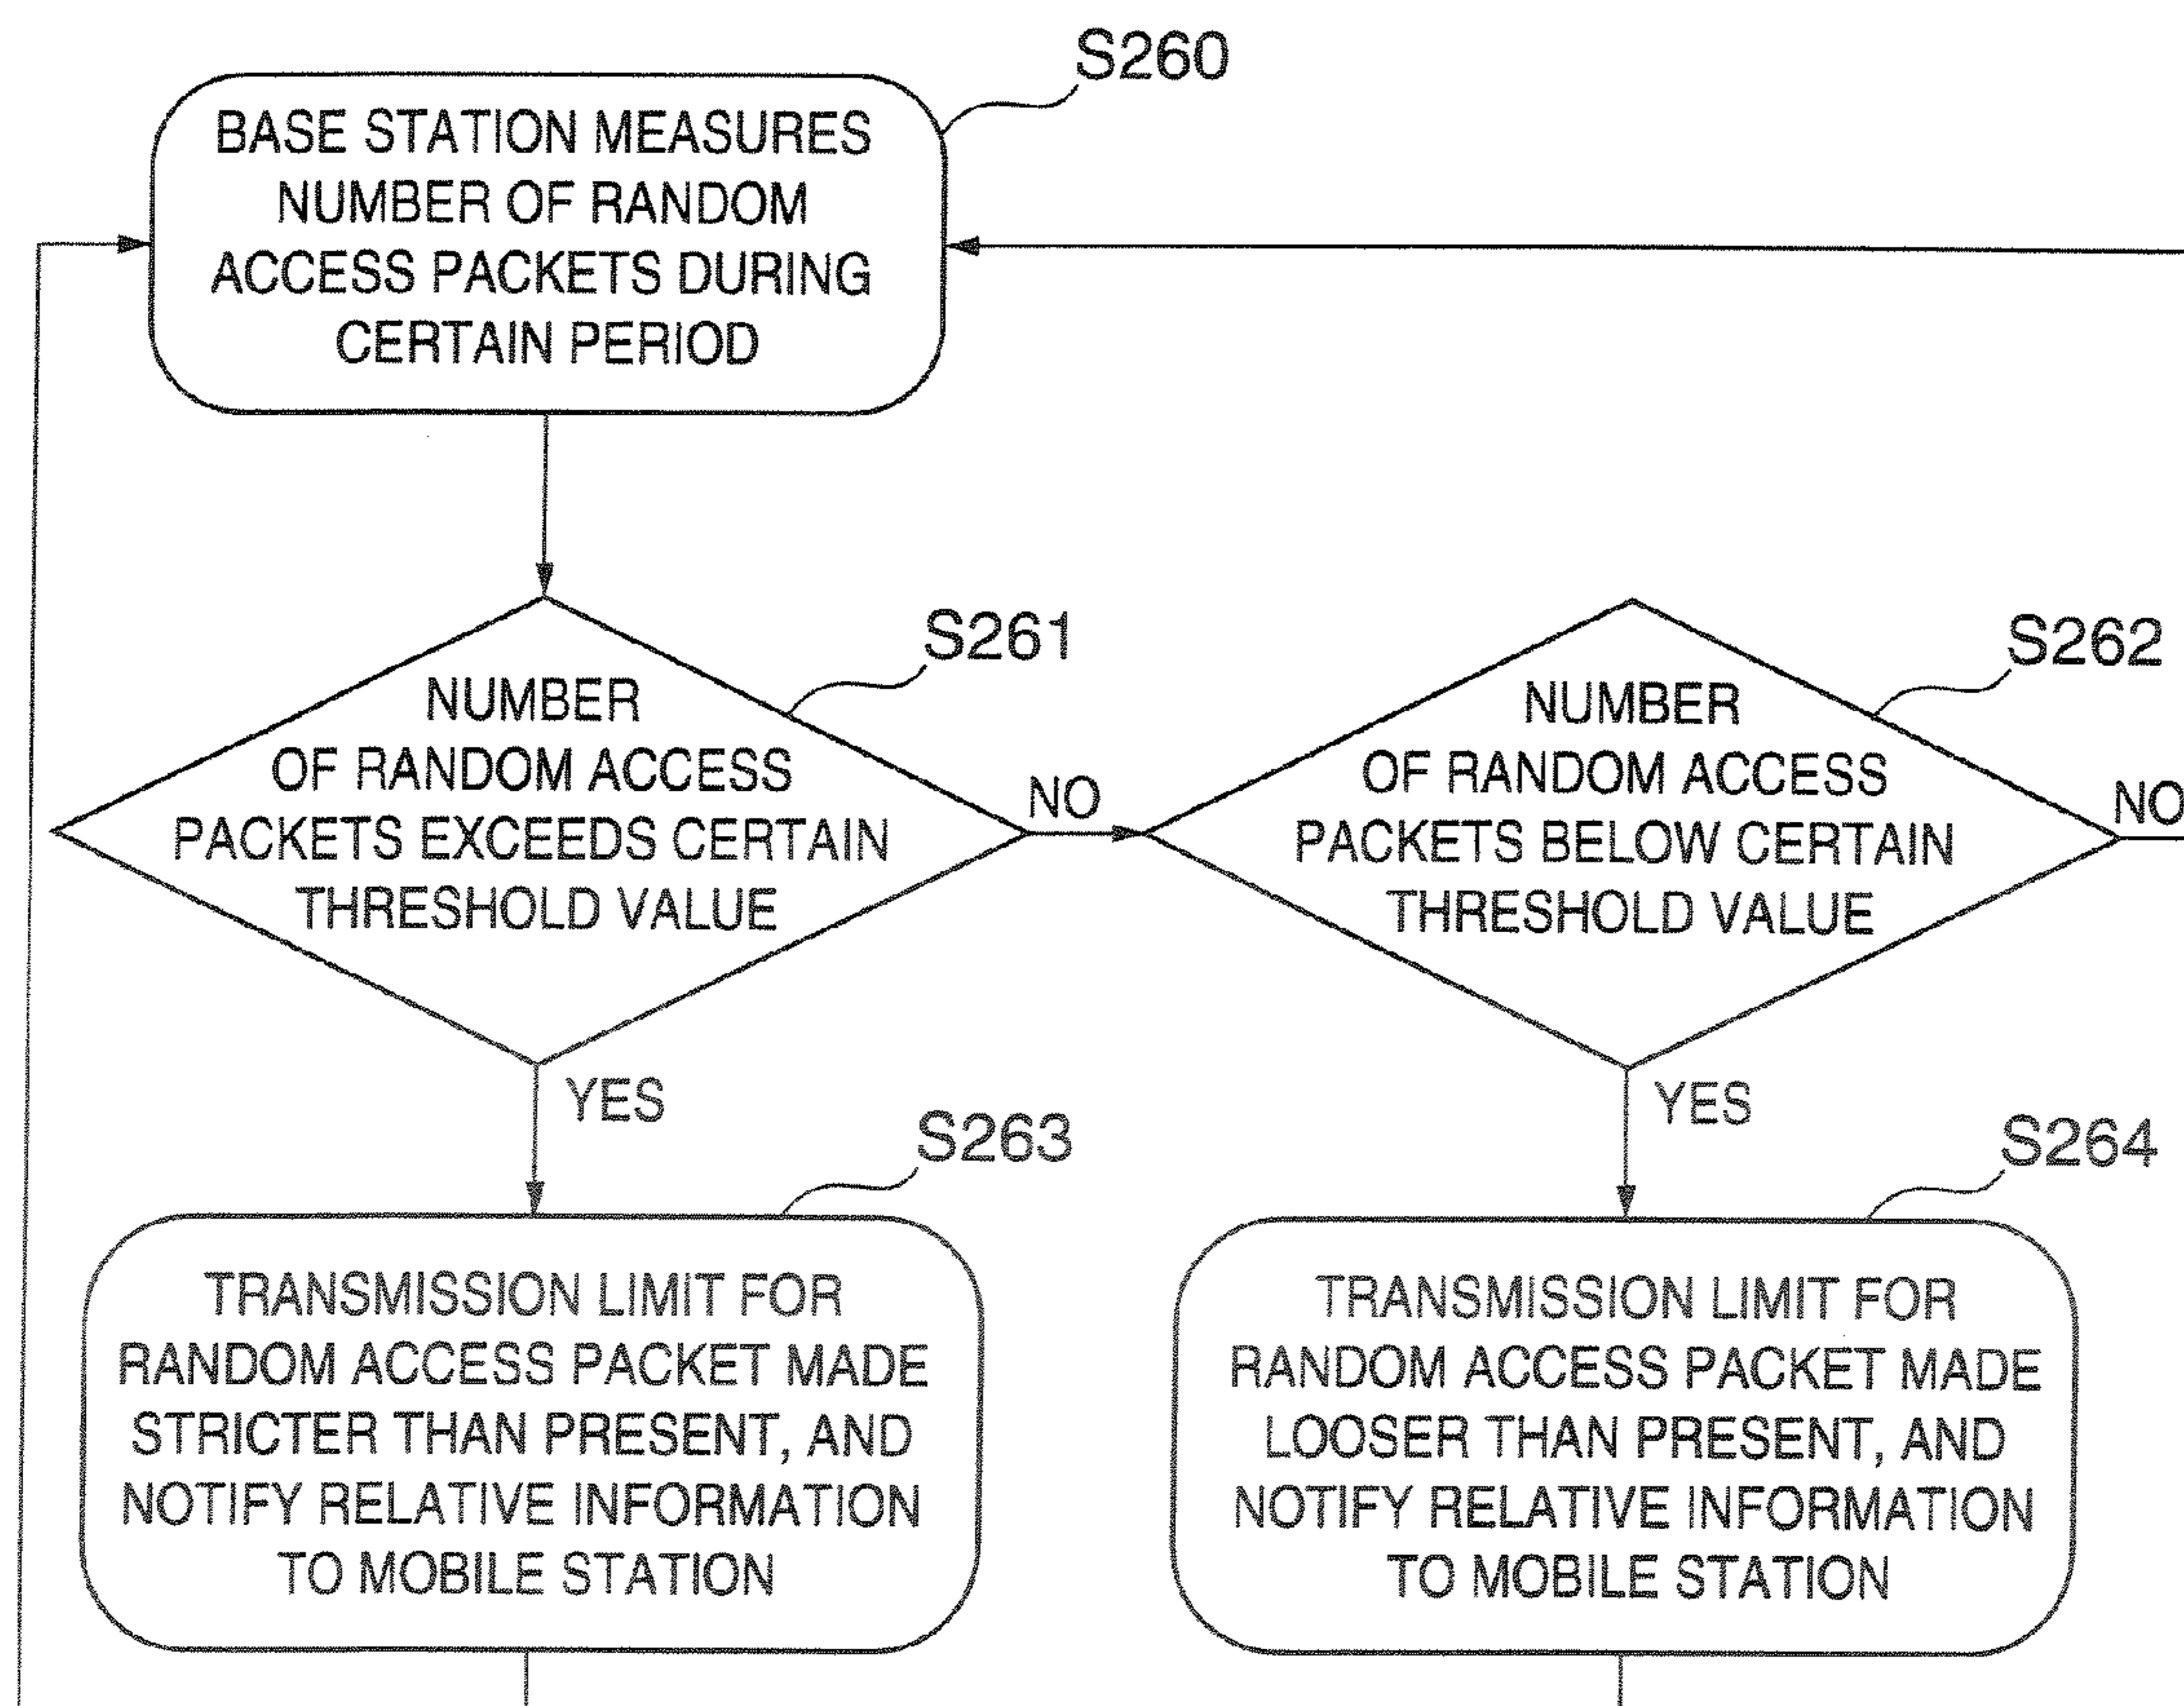 S260
BASE STATION MEASURES
NUMBER OF RANDOM
ACCESS PACKETS DURING
CERTAIN PERIOD
S261
NUMBER
OF RANDOM ACCESS
PACKETS EXCEEDS CERTAIN
THRESHOLD VALUE
NO
S262
NUMBER
OF RANDOM ACCESS
PACKETS BELOW CERTAIN
THRESHOLD VALUE
NO
YES
YES
S263
TRANSMISSION LIMIT FOR
RANDOM ACCESS PACKET MADE
STRICTER THAN PRESENT, AND
NOTIFY RELATIVE INFORMATION
TO MOBILE STATION
S264
TRANSMISSION LIMIT FOR
RANDOM ACCESS PACKET MADE
LOOSER THAN PRESENT, AND
NOTIFY RELATIVE INFORMATION
TO MOBILE STATION